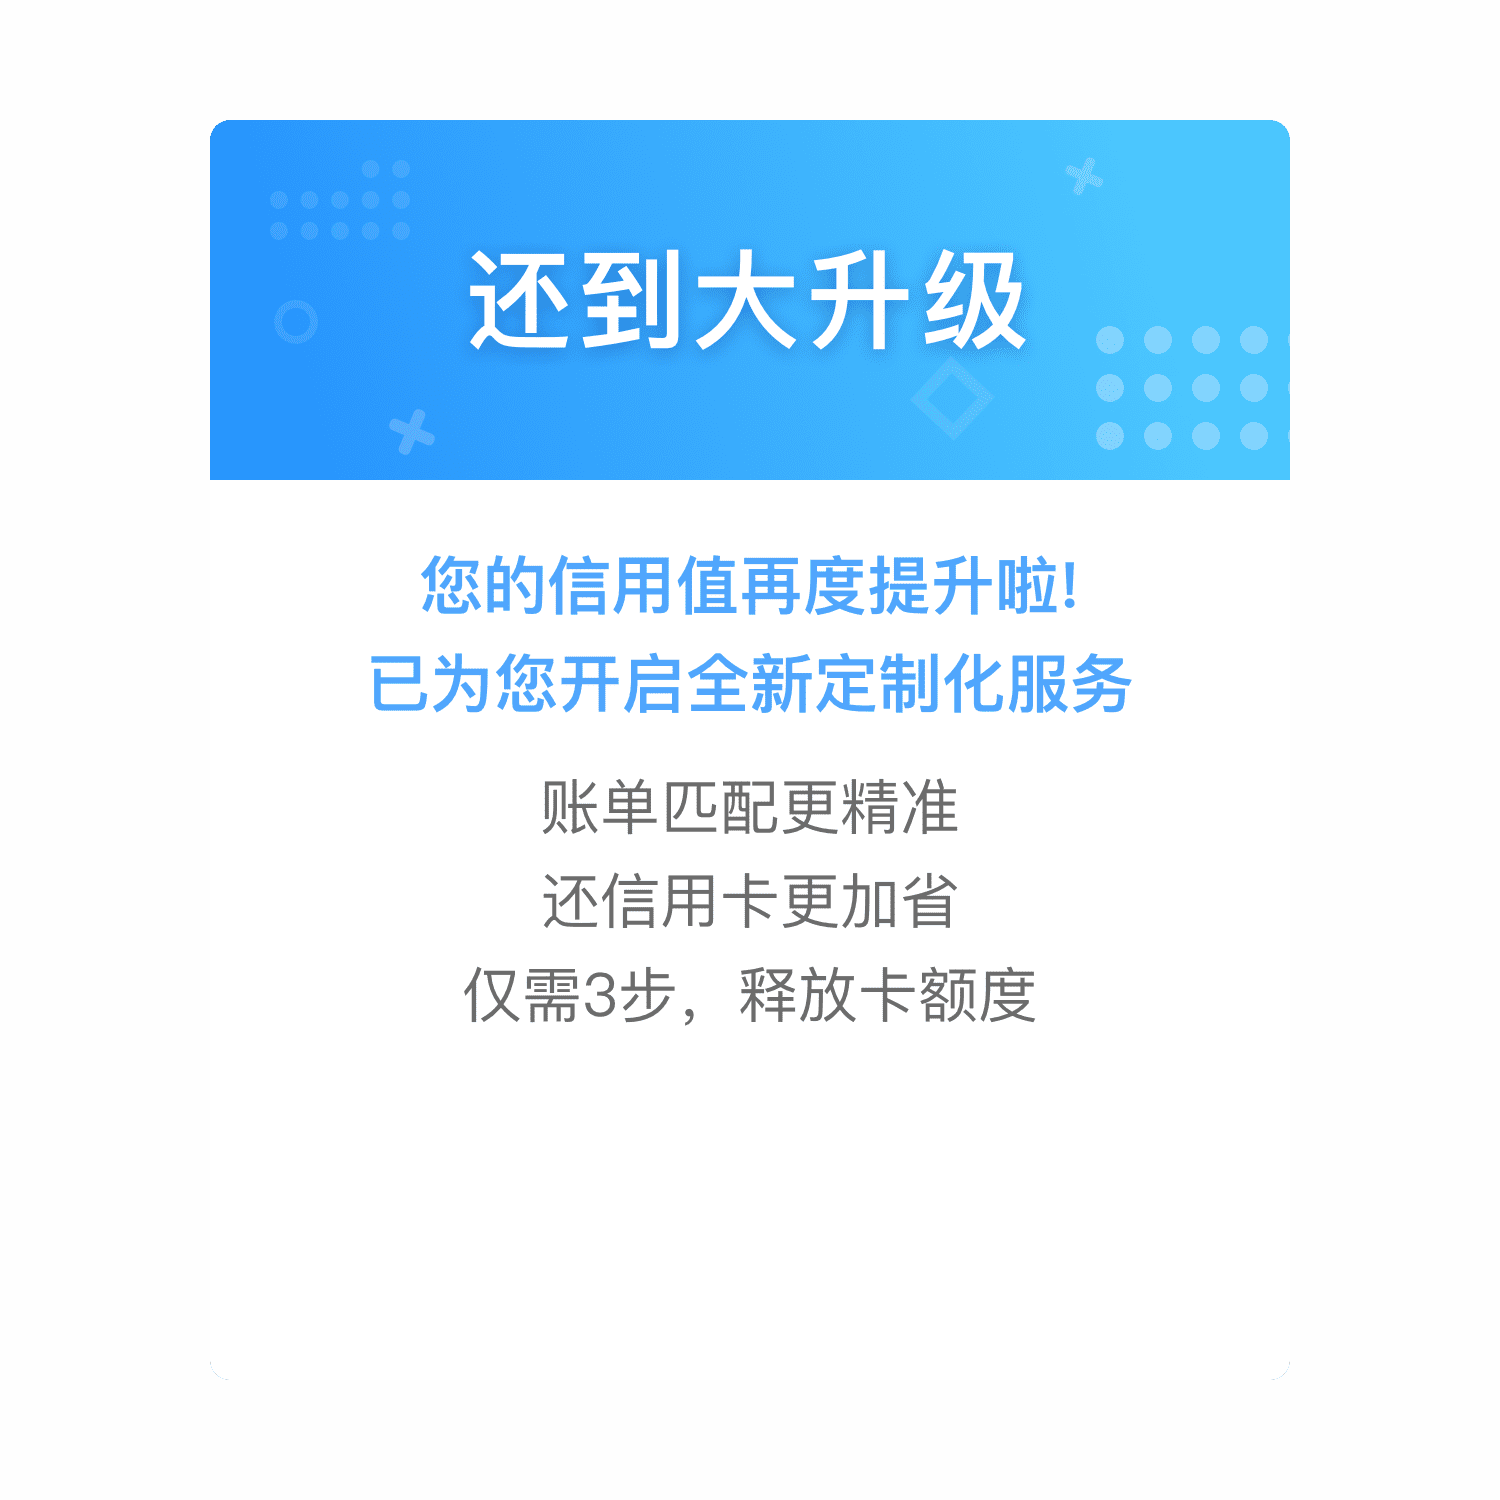 还到大升级
您的信用值再度提升啦!
已为您开启全新定制化服务
账单匹配更精准
还信用卡更加省
仅需3步，释放卡额度